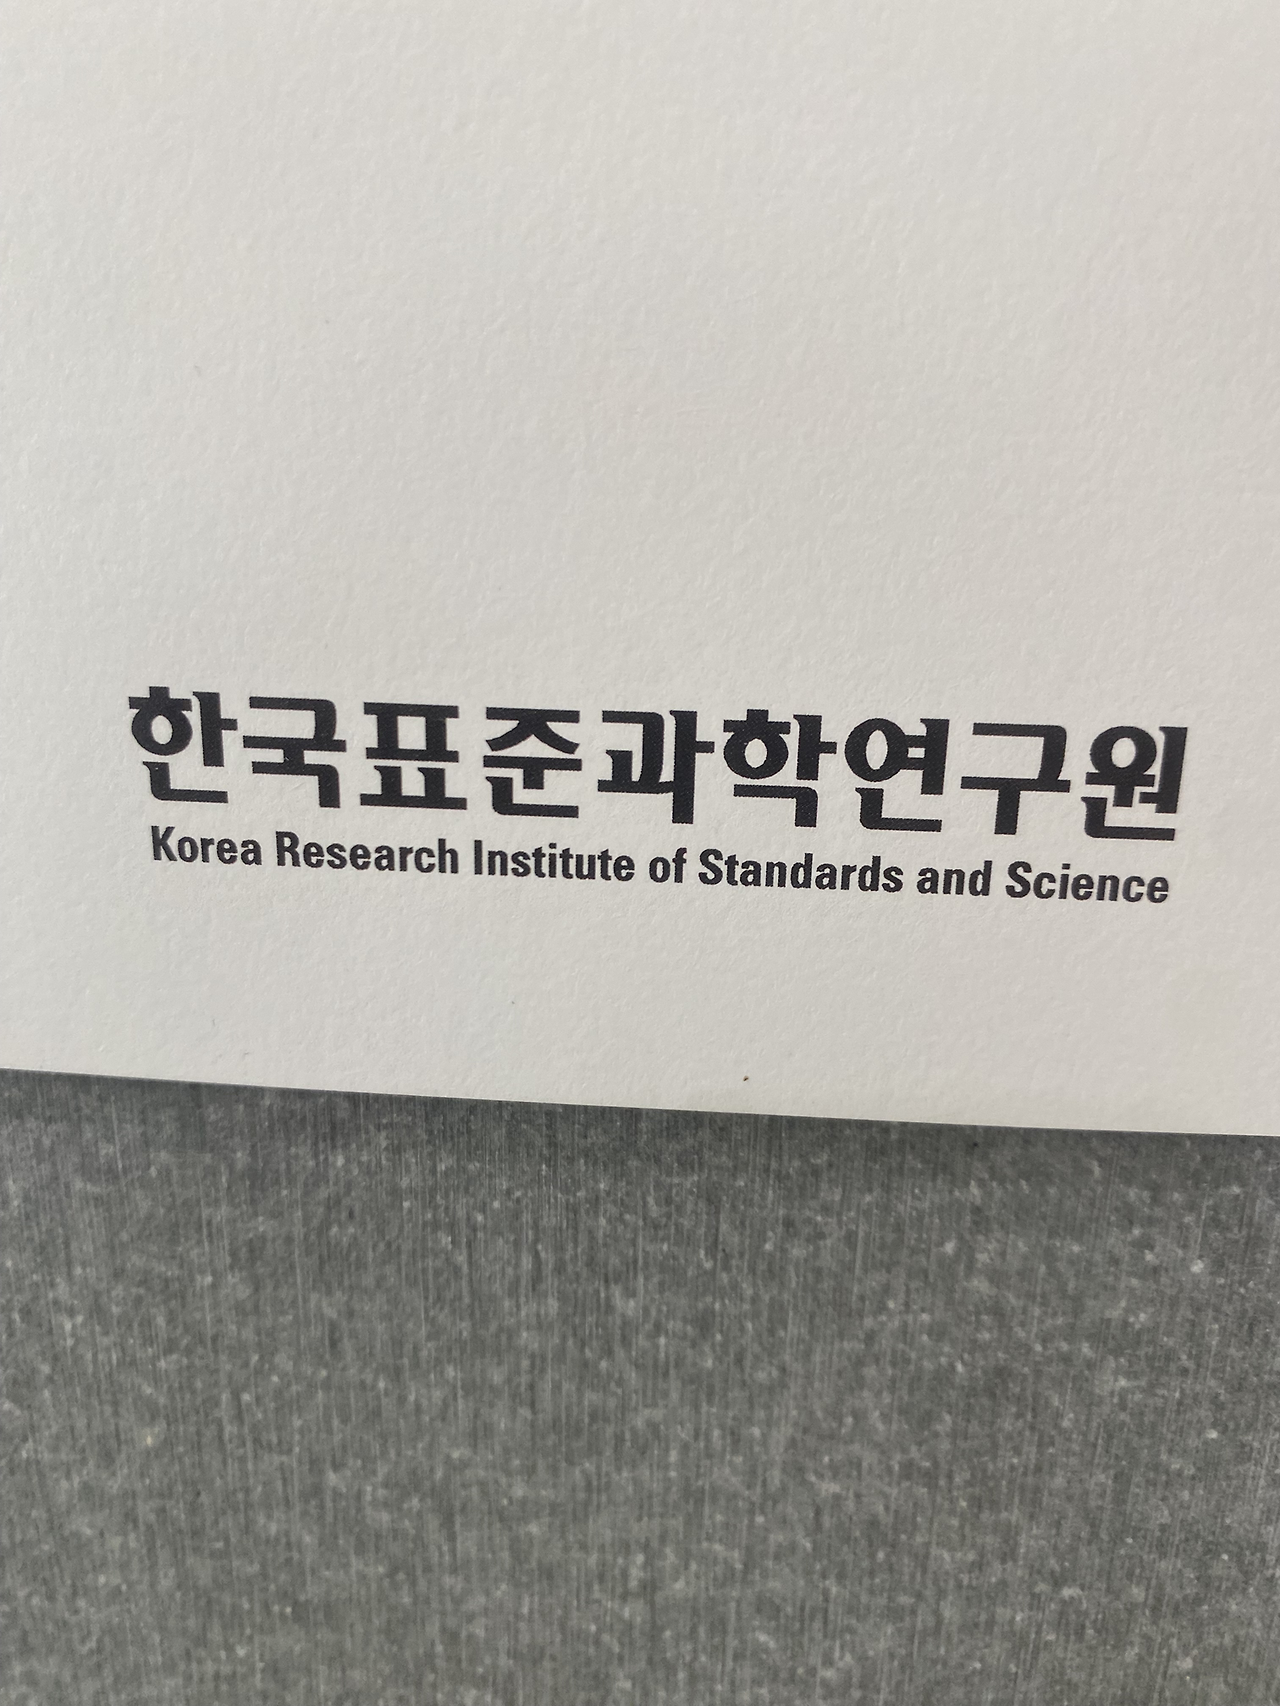 한국표준과학연구원
Korea Research Institute of Standards and Science